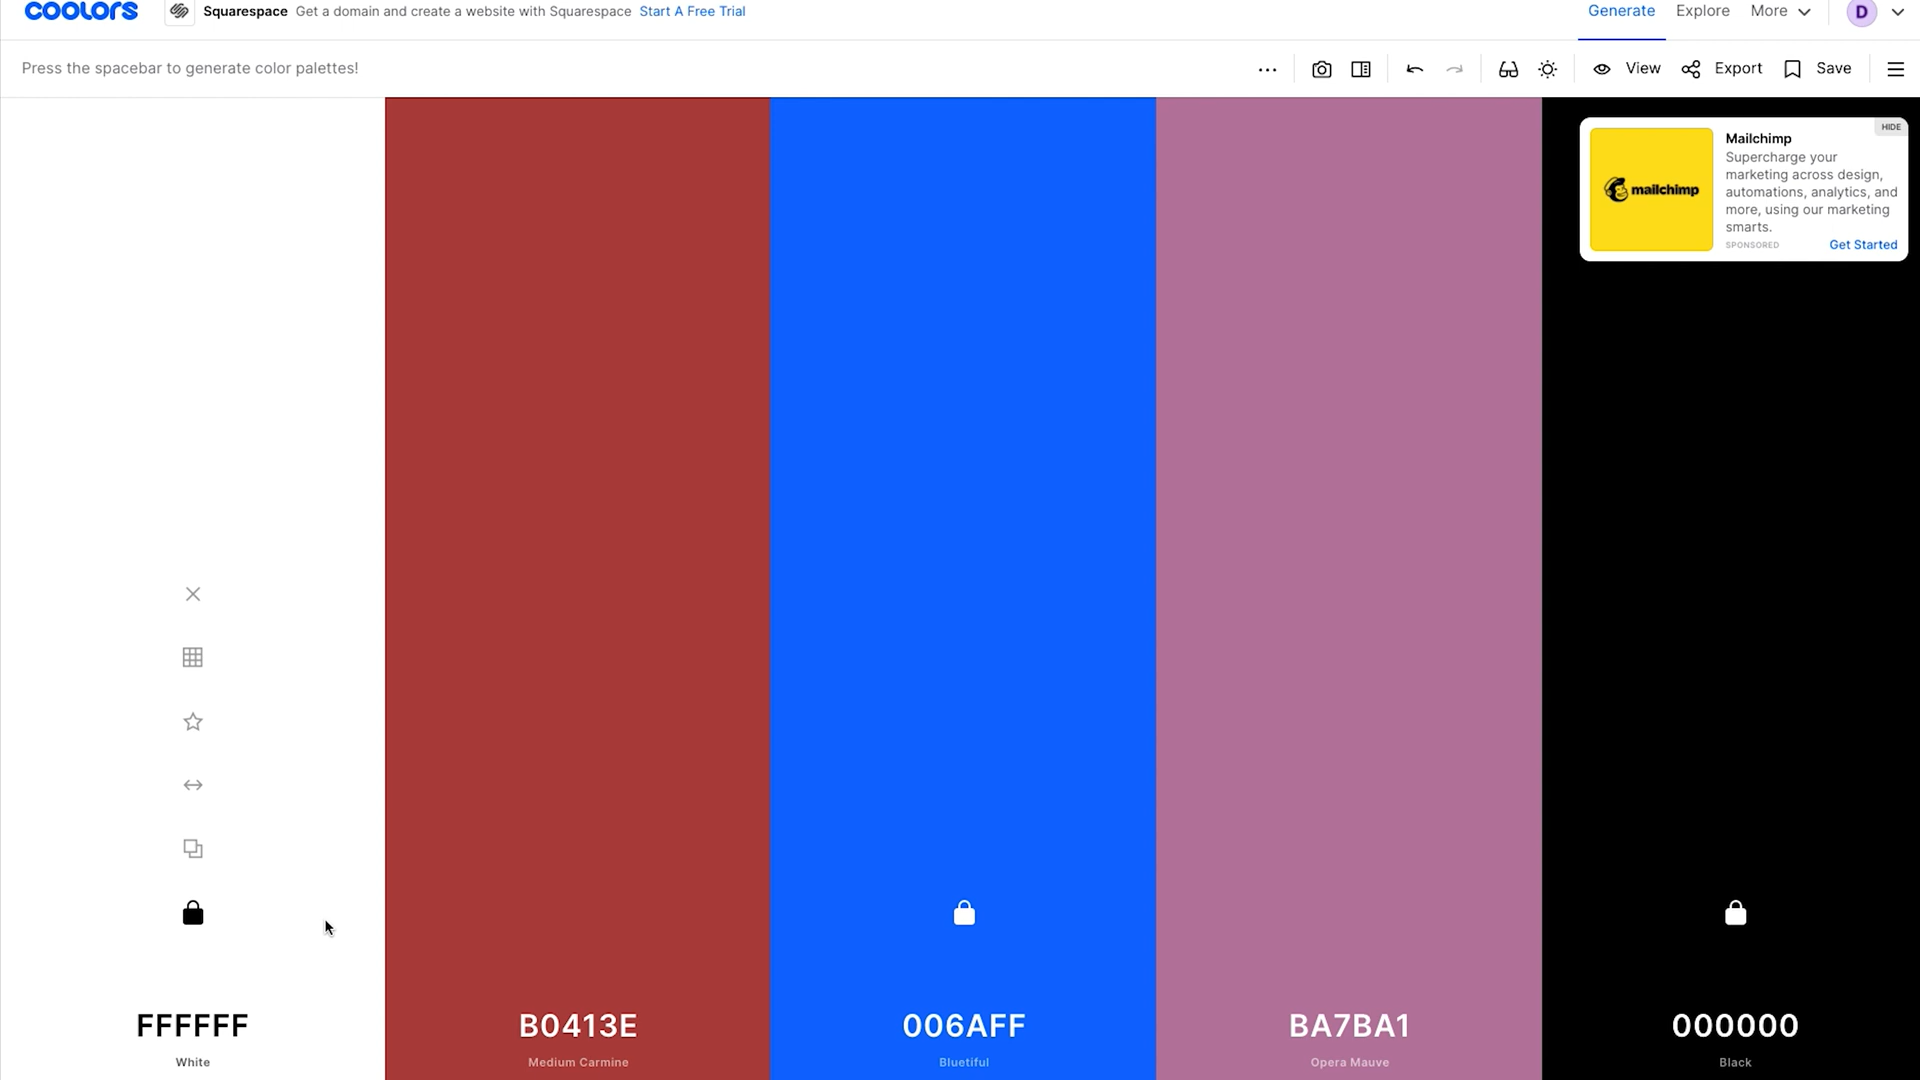 coolors
Squarespace Get a domain and create a website with Squarespace Start A Free Trial
Generate Explore More D
Press the spacebar to generate color palettes!
View Export Save
HIDE
Mailchimp
Supercharge your
marketing across design,
automations, analytics, and
more, using our marketing
smarts.
SPONSORED Get Started
mailchimp
FFFFFF B0413E 006AFF BA7BA1 000000
White Medium Carmine Bluetiful Opera Mauve Black